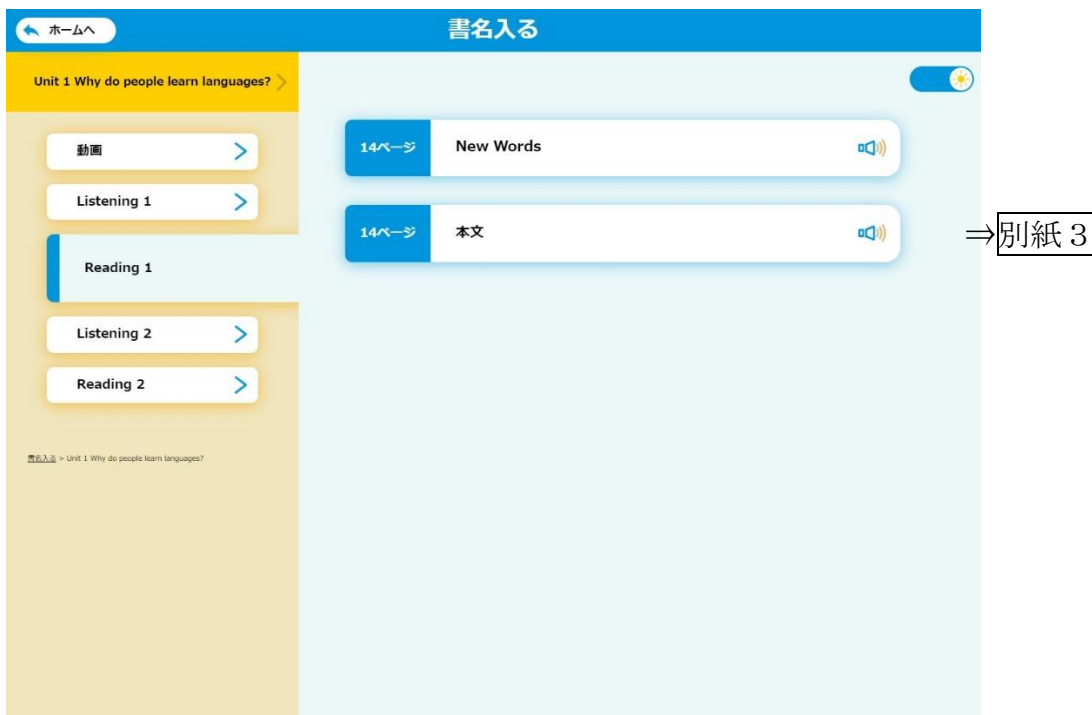 ホームへ
書名入る
Unit 1 Why do people learn languages?
動画
Listening 1
Reading 1
Listening 2
Reading 2
書名入る > Unit 1 Why do people learn languages?
14ページ New Words
14ページ 本文
⇒別紙3